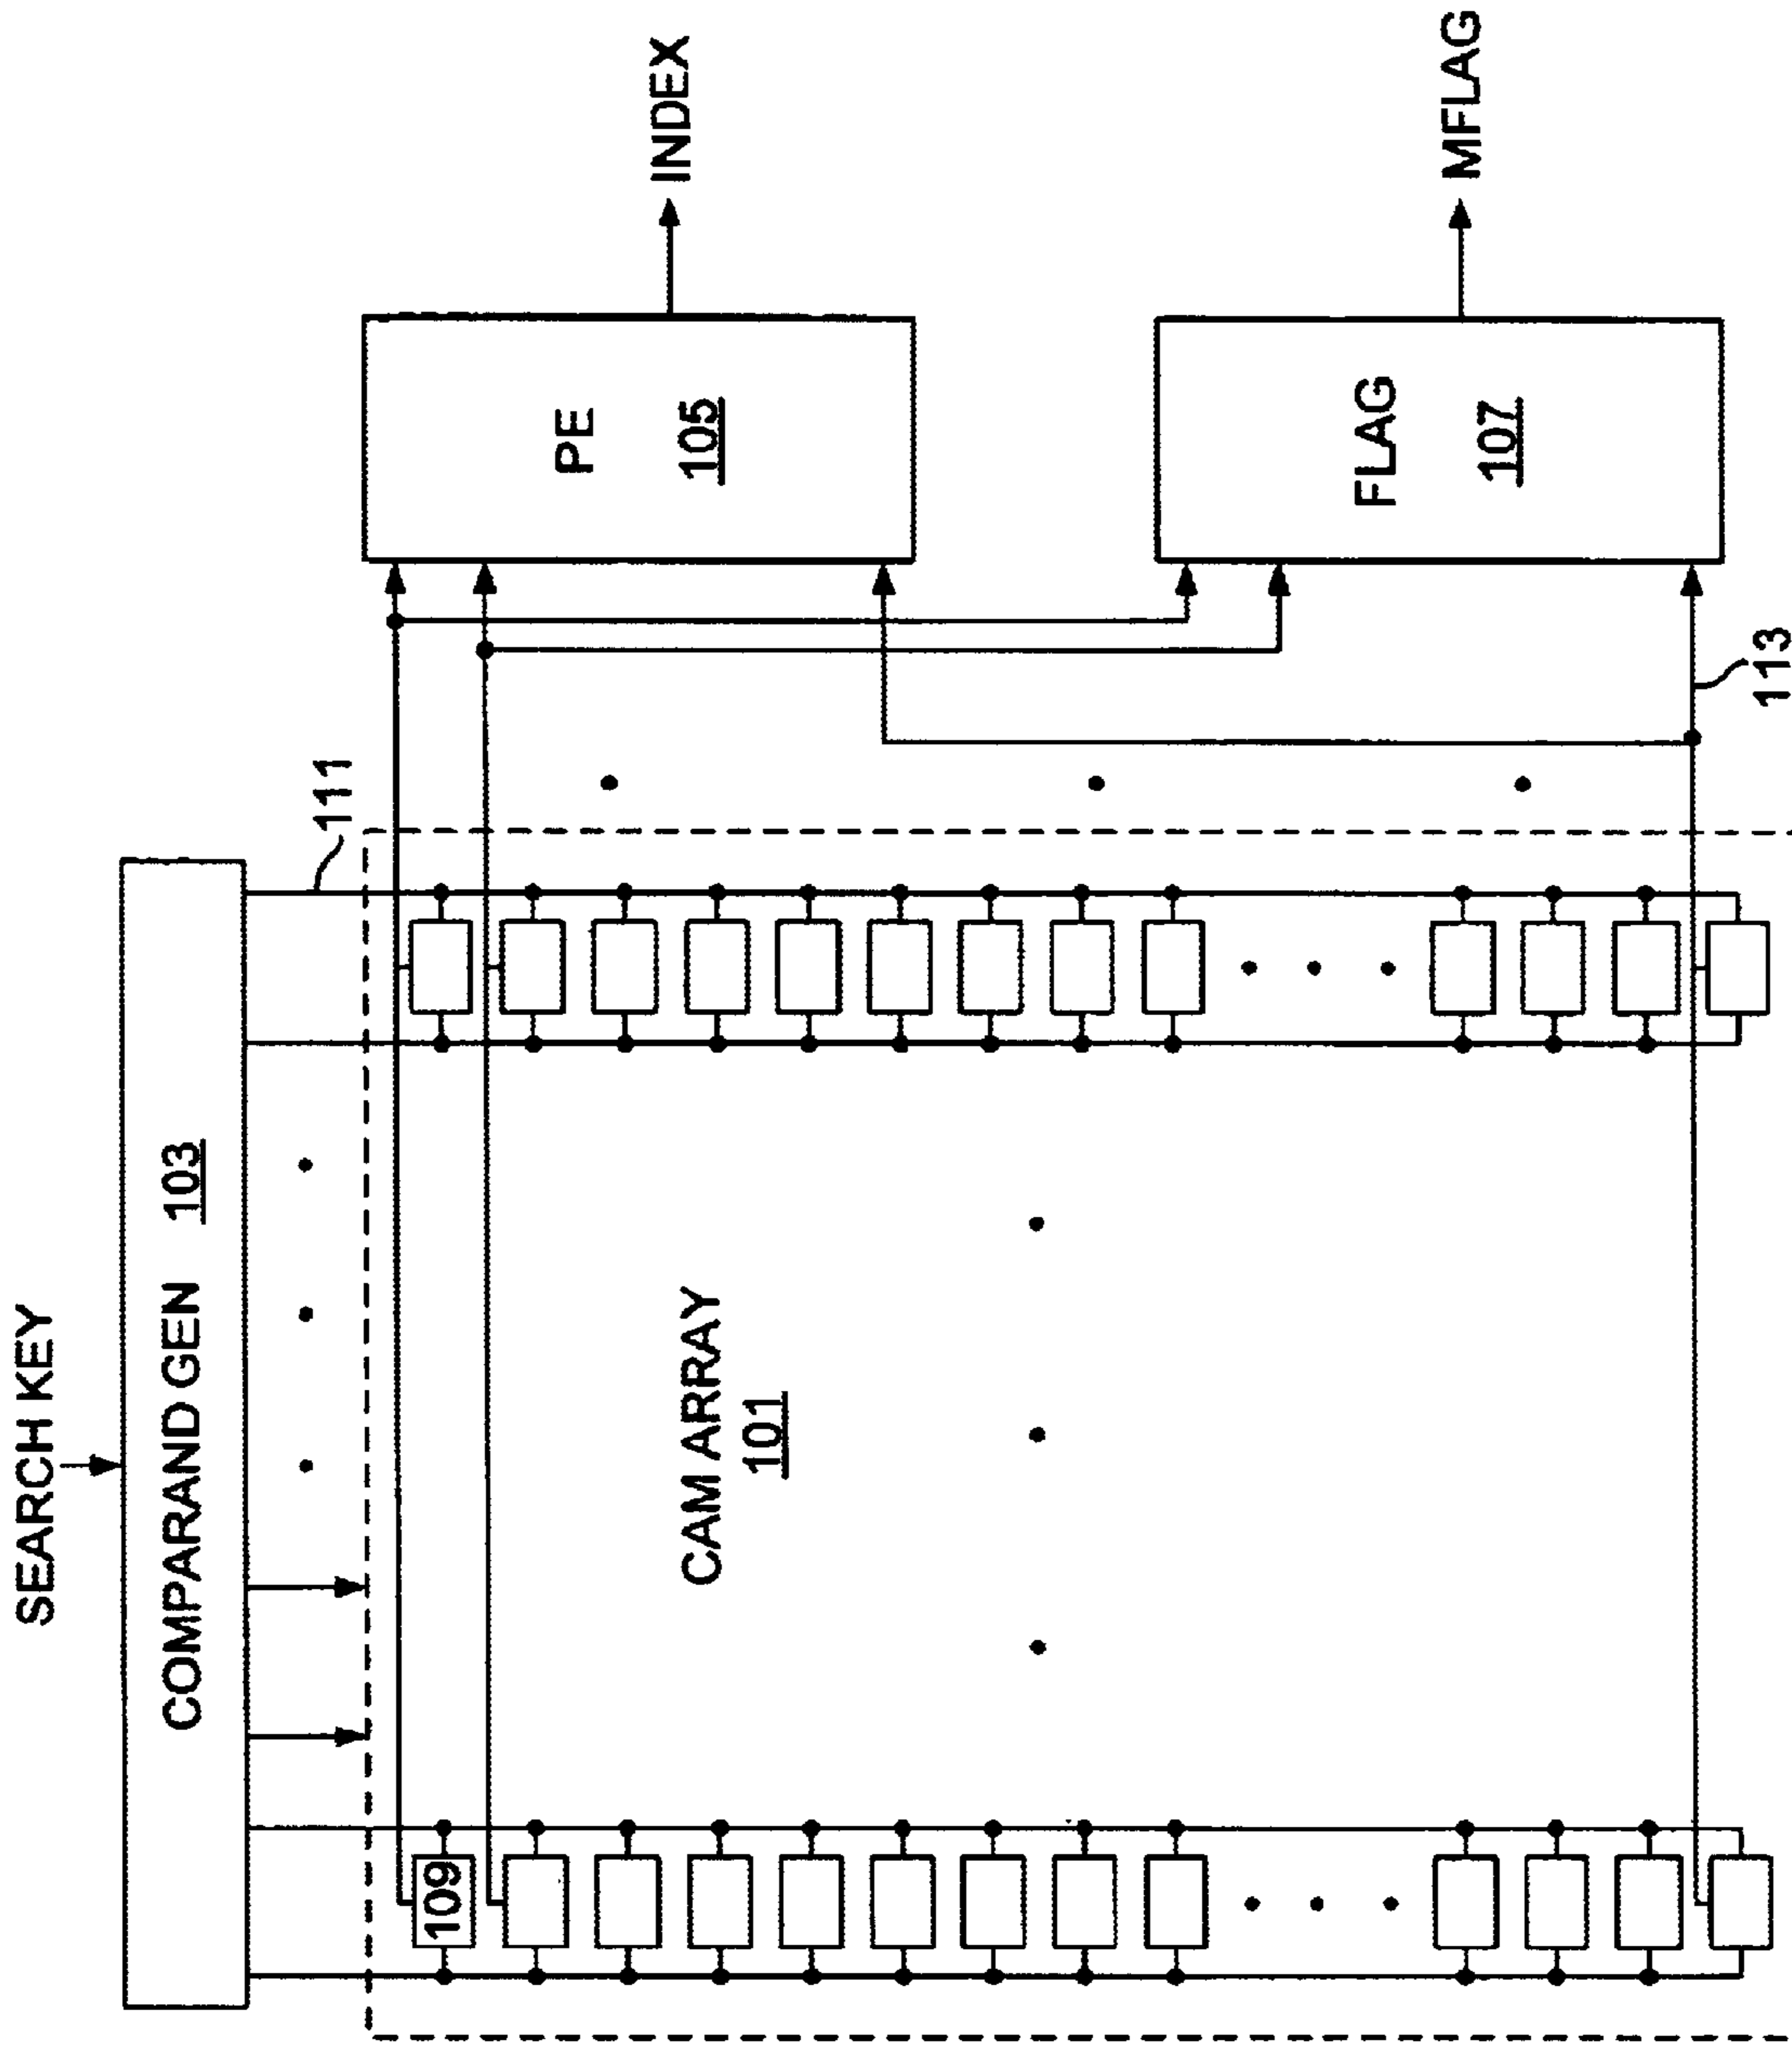 SEARCH KEY
COMPARAND GEN 103
111
109
CAM ARRAY
101
PE
105
INDEX
FLAG
107
MFLAG
113